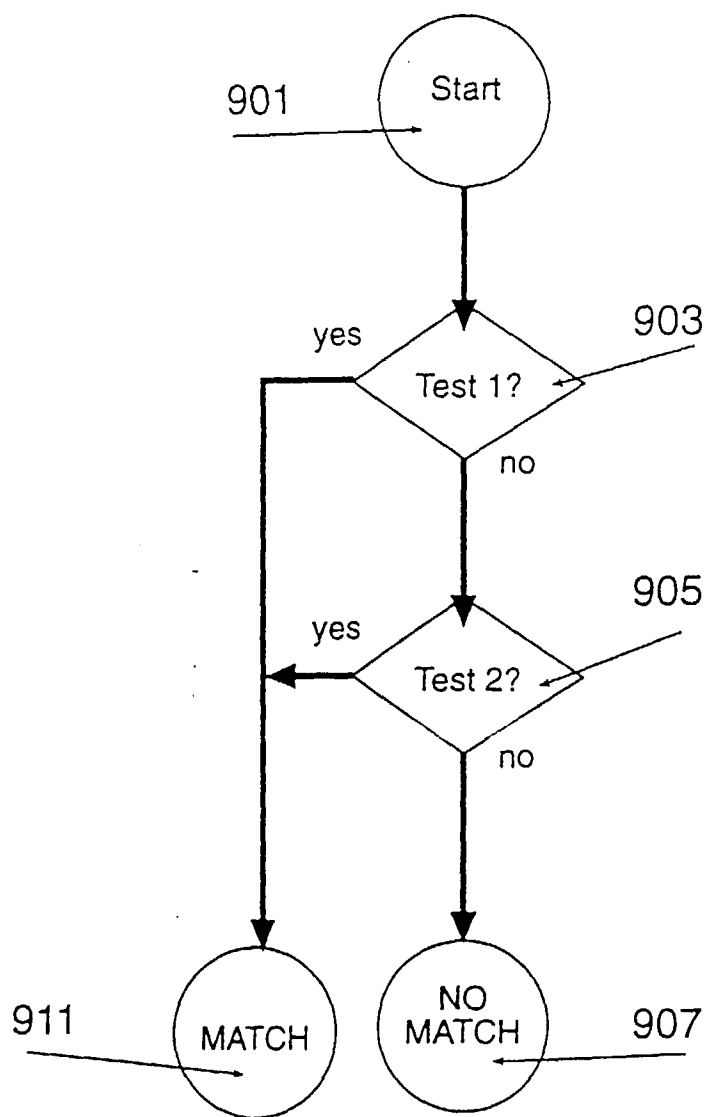 Start
901
yes
903
Test 1?
no
905
yes
Test 2?
no
911
MATCH
NO
MATCH
907